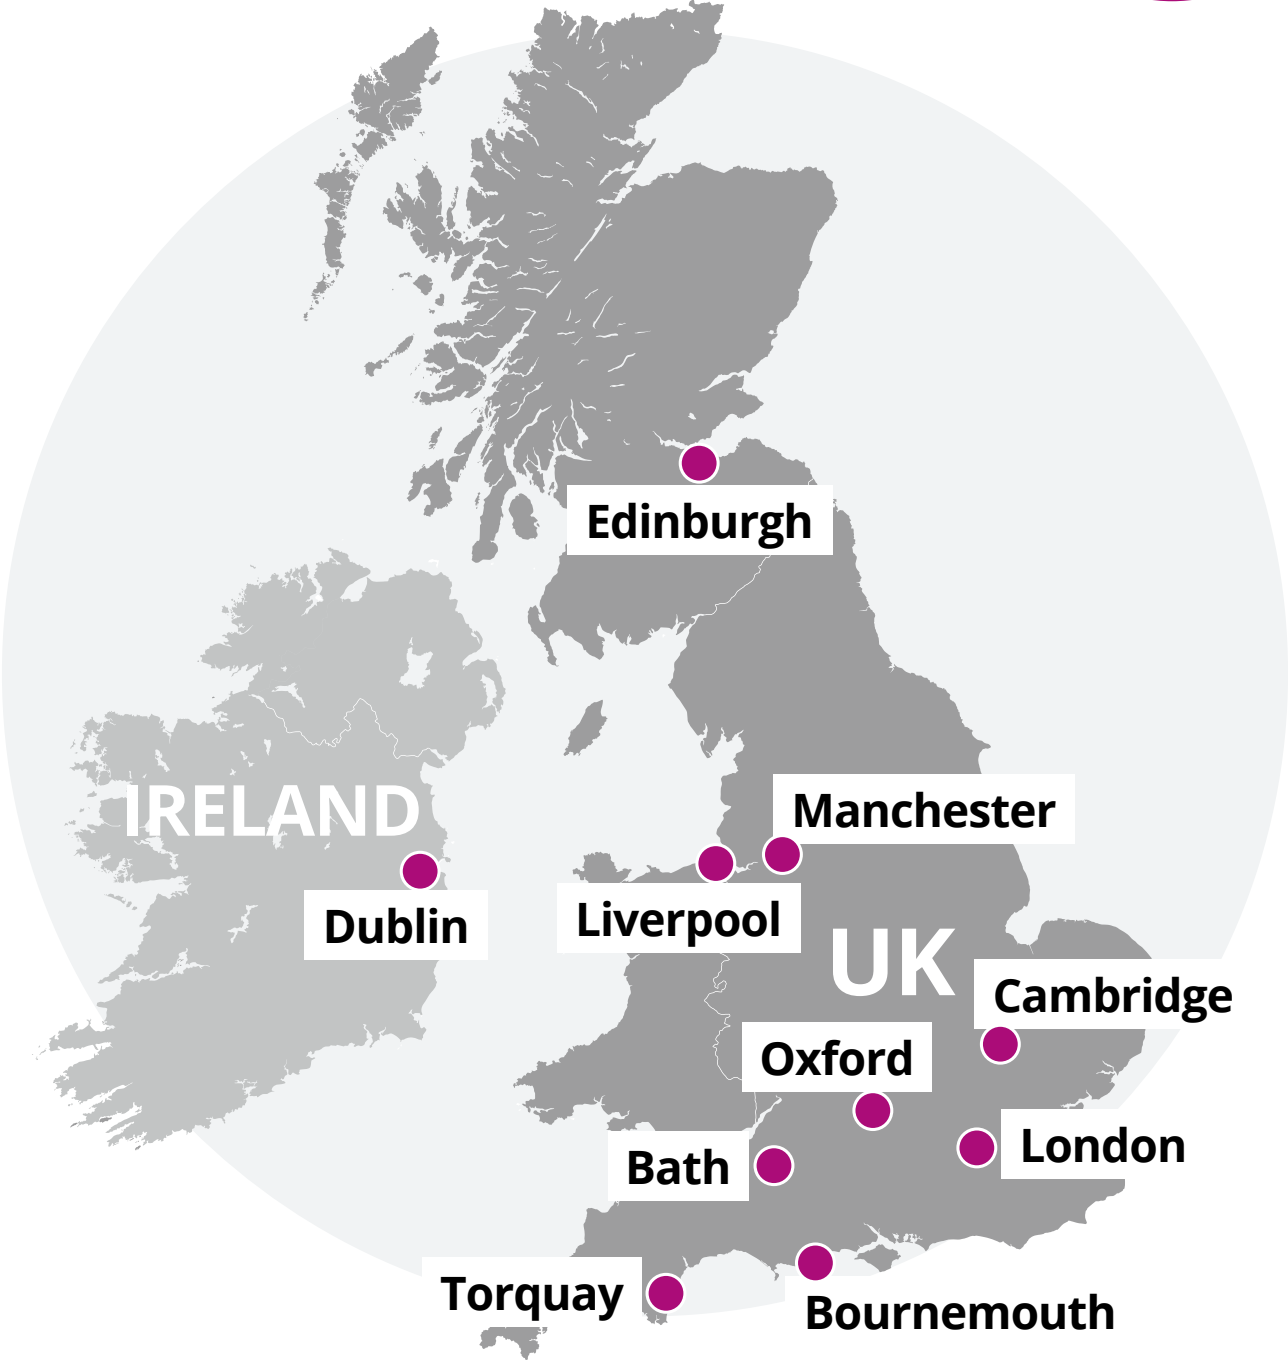 Edinburgh
IRELAND
Manchester
Dublin
Liverpool
UK
Cambridge
Oxford
London
Bath
Torquay
Bournemouth